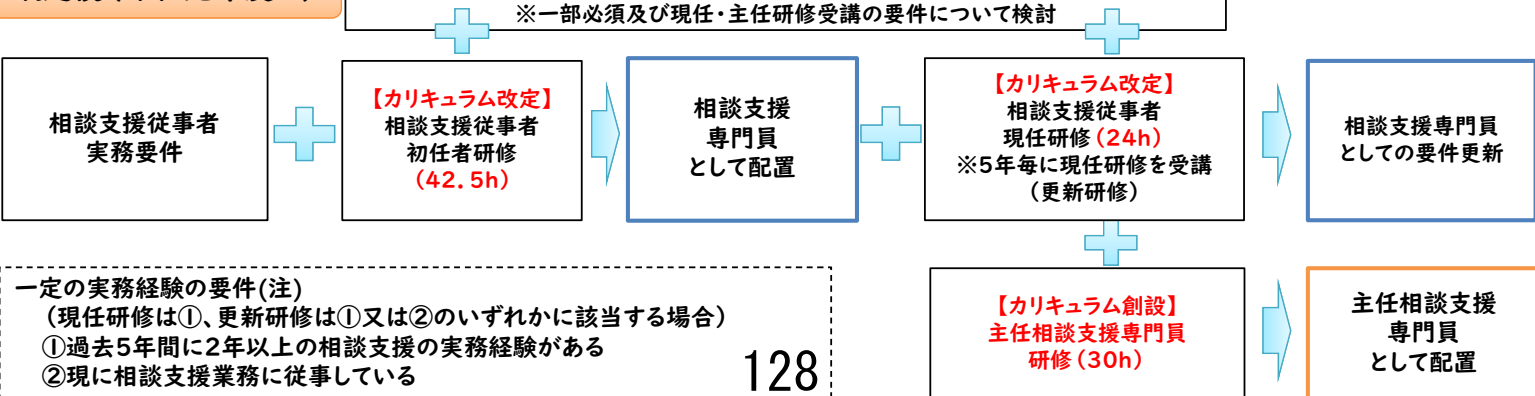 ※一部必須及び現任・主任研修受講の要件について検討
相談支援従事者
実務要件
【カリキュラム改定】
相談支援従事者
初任者研修
(42.5h)
相談支援
専門員
として配置
【カリキュラム改定】
相談支援従事者
現任研修(24h)
※5年毎に現任研修を受講
(更新研修)
相談支援専門員
としての要件更新
一定の実務経験の要件(注)
(現任研修は①、更新研修は①又は②のいずれかに該当する場合)
①過去5年間に2年以上の相談支援の実務経験がある
②現に相談支援業務に従事している
128
【カリキュラム創設】
主任相談支援専門員
研修(30h)
主任相談支援
専門員
として配置